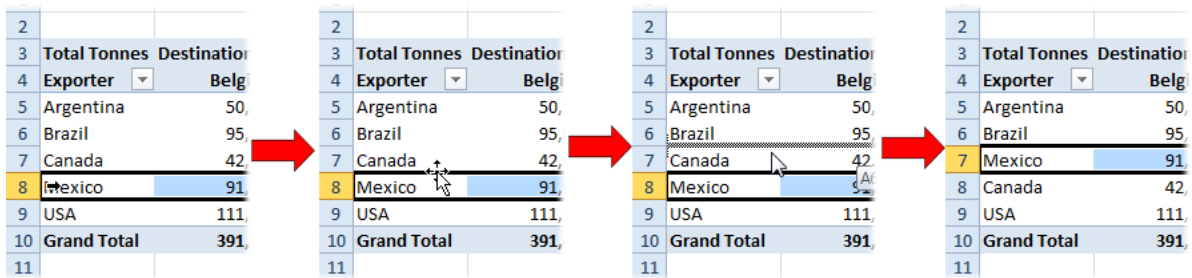 2
3 Total Tonnes Destination
4 Exporter Belgi
5 Argentina 50,
6 Brazil 95,
7 Canada 42,
8 Mexico 91,
9 USA 111,
10 Grand Total 391,
11
2
3 Total Tonnes Destination
4 Exporter Belgi
5 Argentina 50,
6 Brazil 95,
7 Canada 42,
8 Mexico 91,
9 USA 111,
10 Grand Total 391,
11
2
3 Total Tonnes Destination
4 Exporter Belgi
5 Argentina 50,
6 Brazil 95,
7 Canada 42,
8 Mexico 91,
9 USA 111,
10 Grand Total 391,
11
2
3 Total Tonnes Destination
4 Exporter Belgi
5 Argentina 50,
6 Brazil 95,
7 Mexico 91,
8 Canada 42,
9 USA 111,
10 Grand Total 391,
11